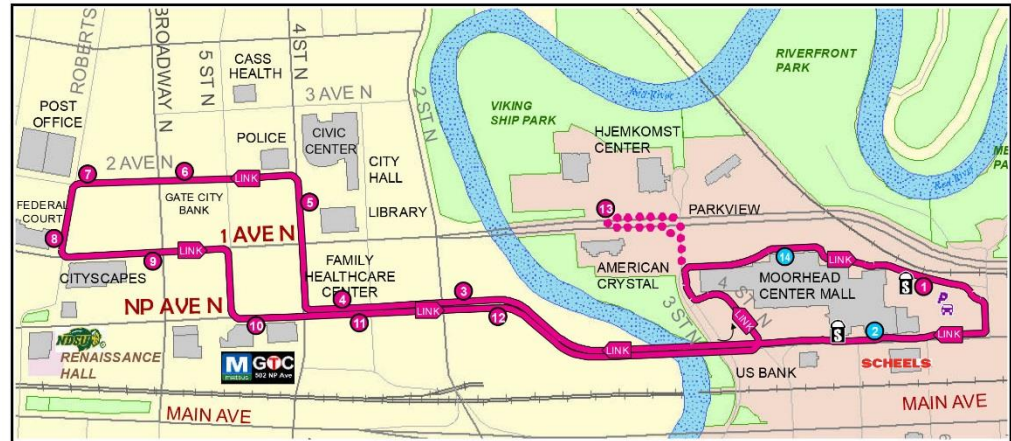 ROBERTS
BROADWAY N
5 ST N
4 ST N
2 ST N
CASS
HEALTH
3 AVE N
POST
OFFICE
POLICE
CIVIC
CENTER
CITY
HALL
2 AVE N
7
6
LINK
5
LIBRARY
GATE CITY
BANK
FEDERAL
COURT
8
9
LINK
1 AVE N
CITYSCAPES
FAMILY
HEALTHCARE
CENTER
NP AVE N
4
3
LINK
10
11
12
NDSU
RENAISSANCE
HALL
M
GTC
502 NP Ave
MAIN AVE
VIKING
SHIP PARK
HJEMKOMST
CENTER
RIVERFRONT
PARK
13
PARKVIEW
AMERICAN
CRYSTAL
3 ST N
4 ST N
14
LINK
MOORHEAD
CENTER MALL
S
1
P
LINK
S
2
LINK
LINK
US BANK
SCHEELS
MAIN AVE